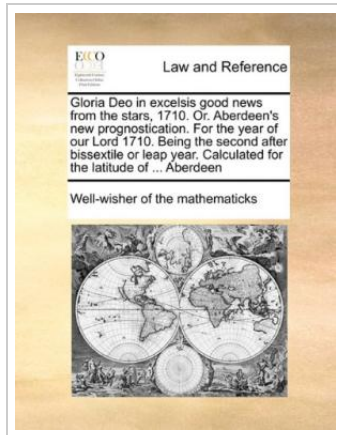 ECCO
Law and Reference
Gloria Deo in excelsis good news
from the stars, 1710. Or. Aberdeen's
new prognostication. For the year of
our Lord 1710. Being the second after
bissextile or leap year. Calculated for
the latitude of ... Aberdeen
Well-wisher of the mathematicks